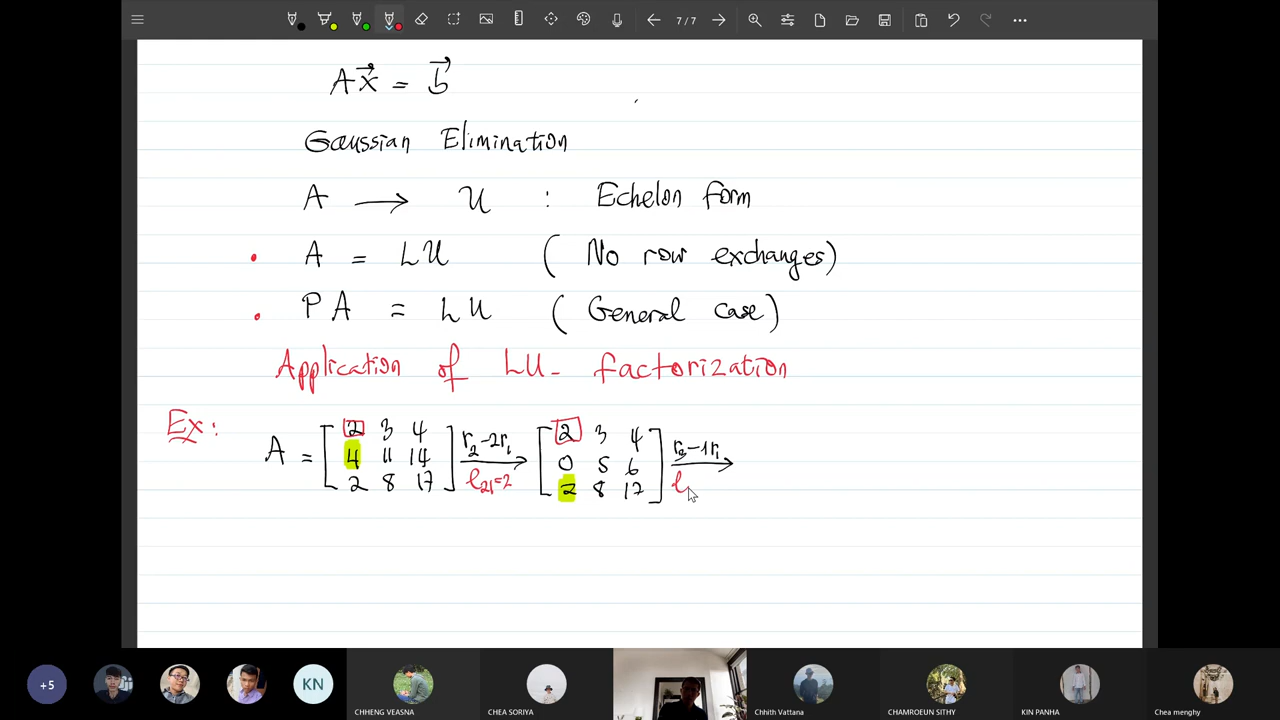 7/7
Ax⃗ = b⃗
Gaussian Elimination
A ⟶ U : Echelon form
• A = LU ( No row exchanges)
• PA = LU ( General case)
Application of LU- factorization
Ex:
A = [2 3 4; 4 11 14; 2 8 17] r₂-2r₁ ⟶ ℓ₂₁=2 [2 3 4; 0 5 6; 2 8 17] r₃-1r₁ ⟶ ℓ
+5
KN
CHHENG VEASNA
CHEA SORIYA
Chhith Vattana
CHAMROEUN SITHY
KIN PANHA
Chea menghy